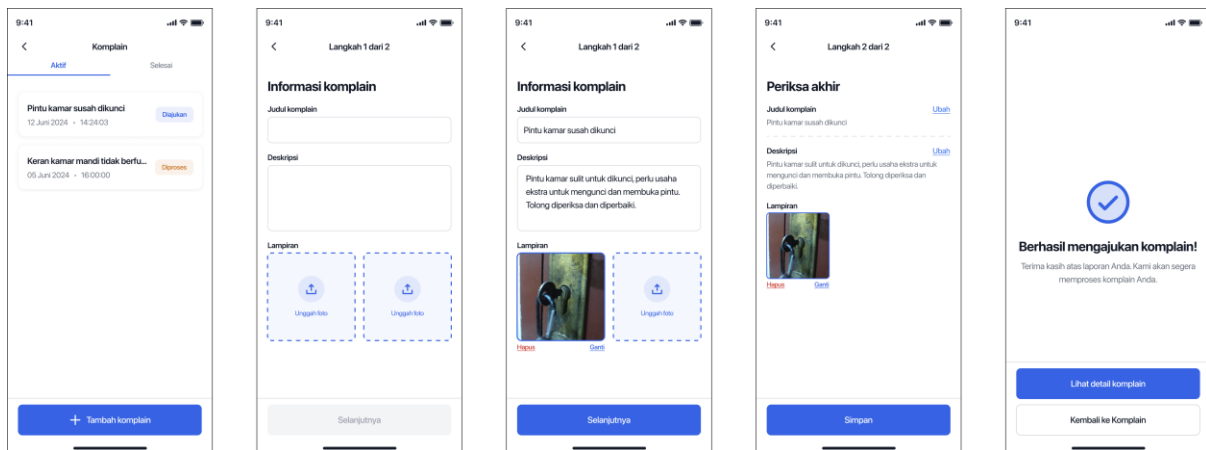 9:41
Komplain
Aktif
Selesai
Pintu kamar susah dikunci
12 Juni 2024 • 14:24:03
Diajukan
Keran kamar mandi tidak berfu...
05 Juni 2024 • 16:00:00
Diproses
+ Tambah komplain
9:41
Langkah 1 dari 2
Informasi komplain
Judul komplain
Deskripsi
Lampiran
Unggah foto
Unggah foto
Selanjutnya
9:41
Langkah 1 dari 2
Informasi komplain
Judul komplain
Pintu kamar susah dikunci
Deskripsi
Pintu kamar sulit untuk dikunci, perlu usaha
ekstra untuk mengunci dan membuka pintu.
Tolong diperiksa dan diperbaiki.
Lampiran
Unggah foto
Hapus
Ganti
Selanjutnya
9:41
Langkah 2 dari 2
Periksa akhir
Judul komplain
Ubah
Pintu kamar susah dikunci
Deskripsi
Ubah
Pintu kamar sulit untuk dikunci, perlu usaha ekstra untuk
mengunci dan membuka pintu. Tolong diperiksa dan
diperbaiki.
Lampiran
Hapus
Ganti
Simpan
9:41
Berhasil mengajukan komplain!
Terima kasih atas laporan Anda. Kami akan segera
memproses komplain Anda.
Lihat detail komplain
Kembali ke Komplain